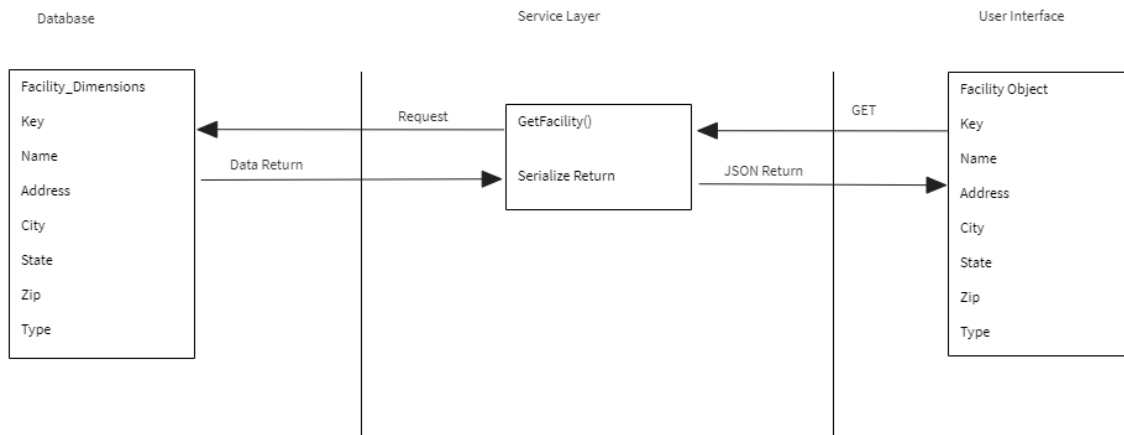 Database
Service Layer
User Interface
Facility_Dimensions
Key
Name
Address
City
State
Zip
Type
Request
Data Return
GetFacility()
Serialize Return
GET
JSON Return
Facility Object
Key
Name
Address
City
State
Zip
Type